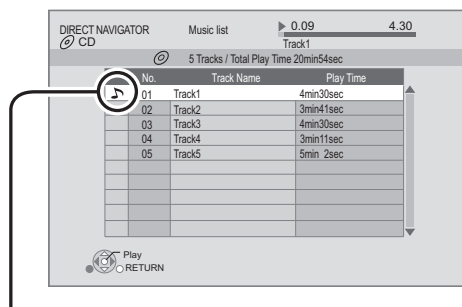 DIRECT NAVIGATOR Music list 0.09 4.30
CD Track1
5 Tracks / Total Play Time 20min54sec
No. Track Name Play Time
01 Track1 4min30sec
02 Track2 3min41sec
03 Track3 4min30sec
04 Track4 3min11sec
05 Track5 5min 2sec
Play
RETURN